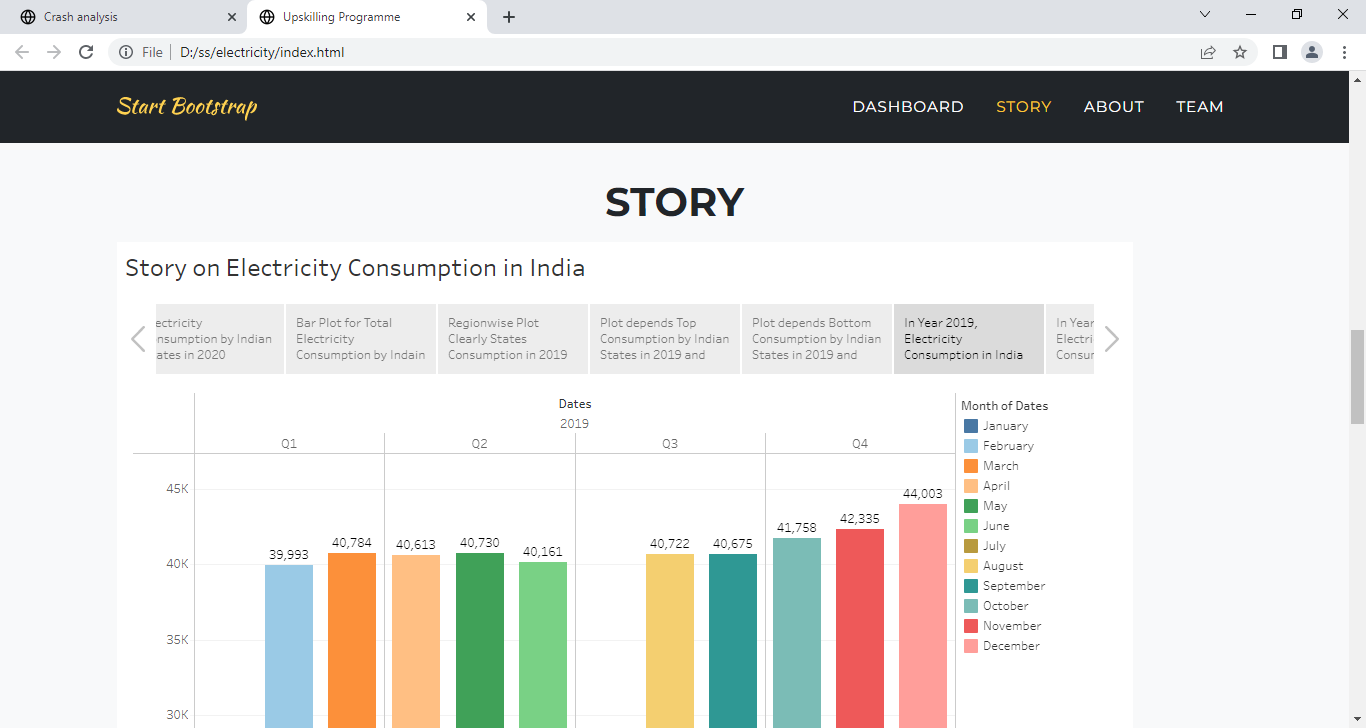 Crash analysis
Upskilling Programme
File
D:/ss/electricity/index.html
Start Bootstrap
DASHBOARD
STORY
ABOUT
TEAM
STORY
Story on Electricity Consumption in India
ectricity
nsumption by Indian
ates in 2020
Bar Plot for Total
Electricity
Consumption by Indain
Regionwise Plot
Clearly States
Consumption in 2019
Plot depends Top
Consumption by Indian
States in 2019 and
Plot depends Bottom
Consumption by Indian
States in 2019 and
In Year 2019,
Electricity
Consumption in India
In Year
Electri
Consur
Dates
2019
Q1
Q2
Q3
Q4
45K
40K
35K
30K
39,993
40,784
40,613
40,730
40,161
40,722
40,675
41,758
42,335
44,003
Month of Dates
January
February
March
April
May
June
July
August
September
October
November
December